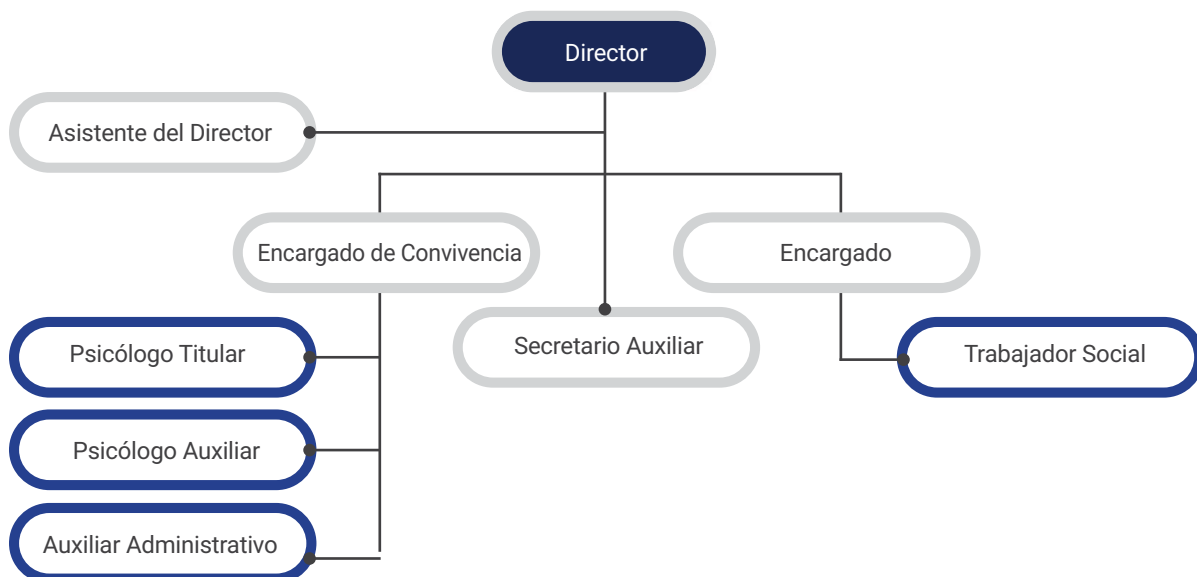 Director
Asistente del Director
Encargado de Convivencia
Encargado
Psicólogo Titular
Secretario Auxiliar
Trabajador Social
Psicólogo Auxiliar
Auxiliar Administrativo